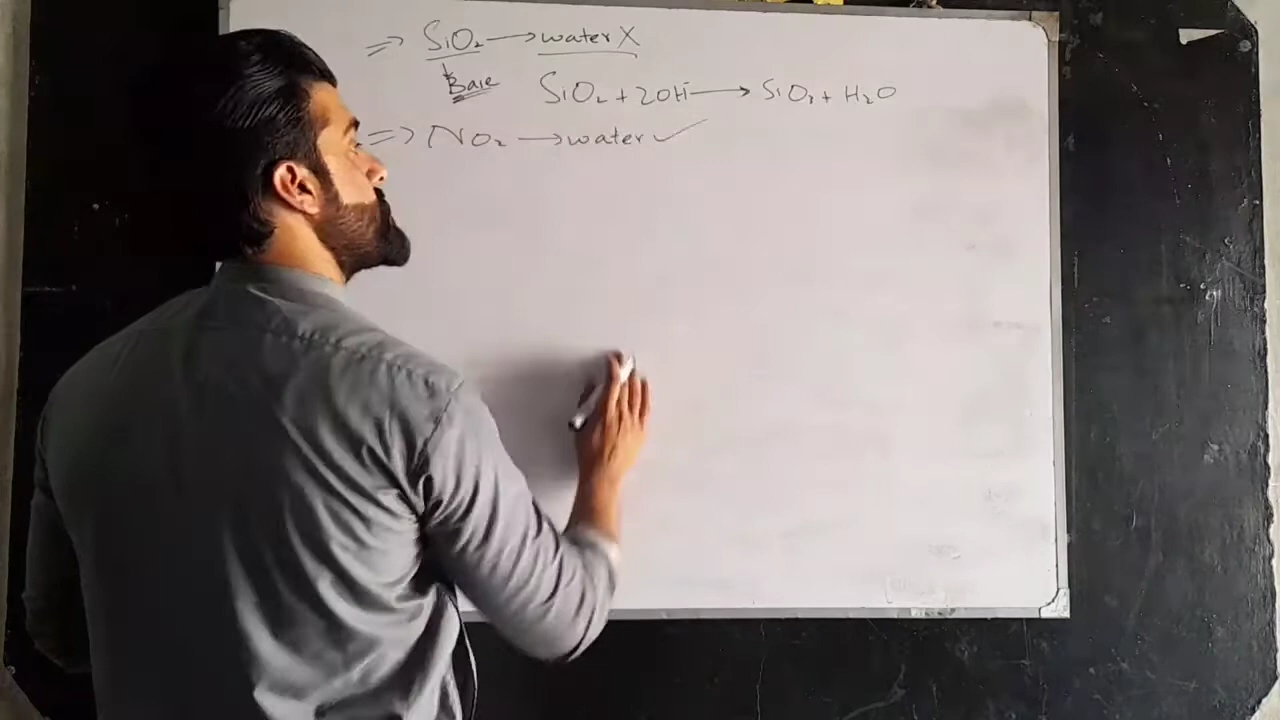 ⇒ SiO₂ → water X
↓
Base SiO₂ + 2OH⁻ → SiO₃ + H₂O
⇒ NO₂ → water ✓